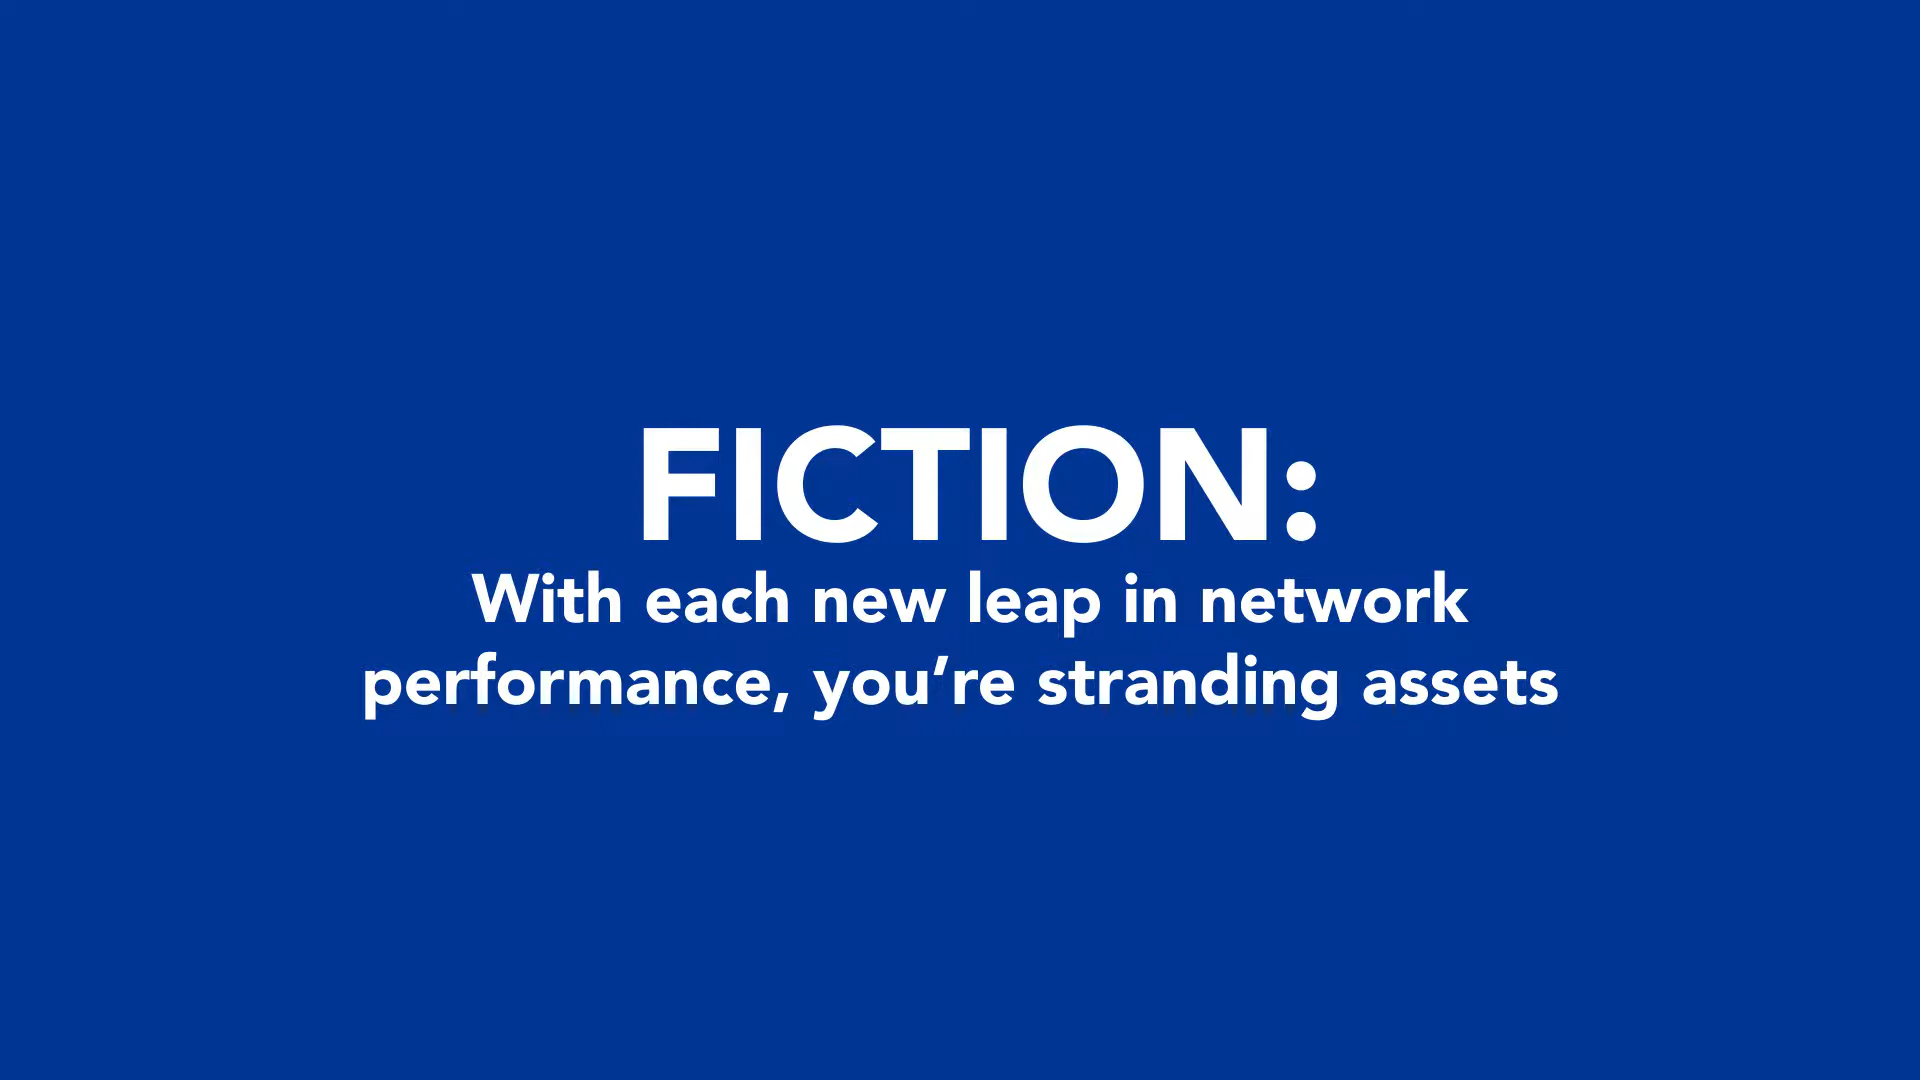 FICTION:
With each new leap in network
performance, you’re stranding assets